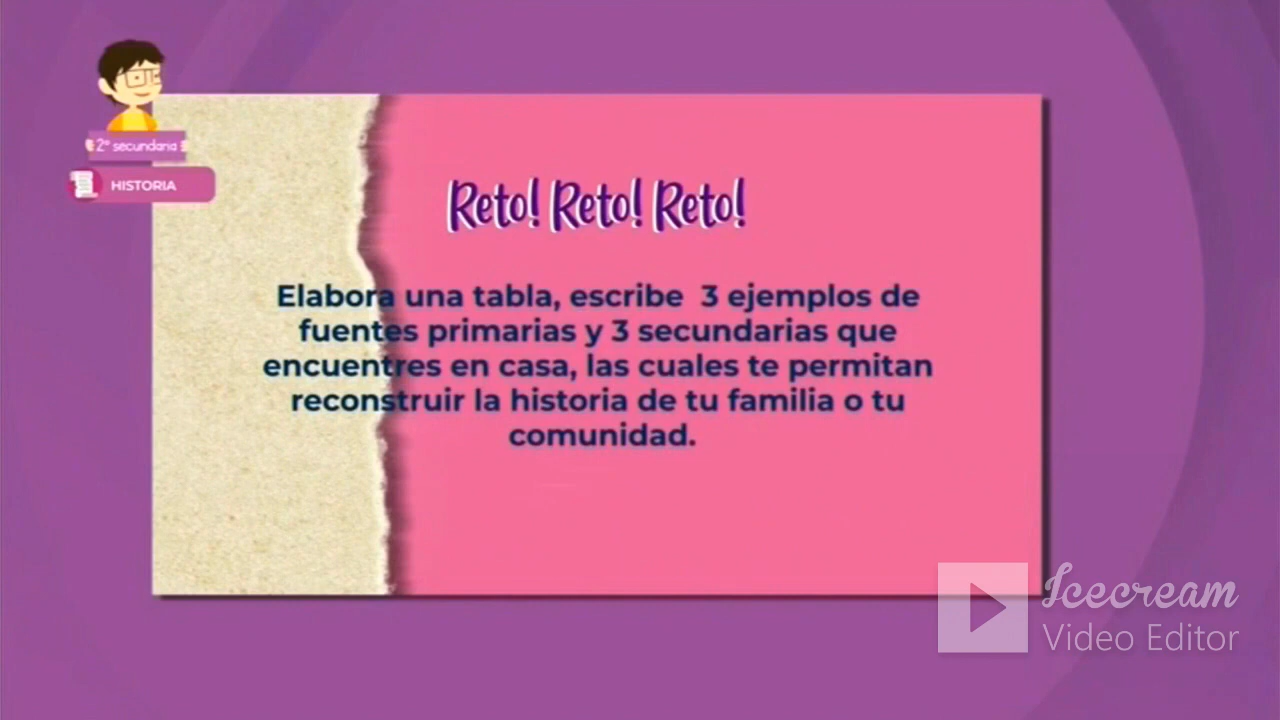 2° secundaria
HISTORIA
Reto! Reto! Reto!
Elabora una tabla, escribe 3 ejemplos de
fuentes primarias y 3 secundarias que
encuentres en casa, las cuales te permitan
reconstruir la historia de tu familia o tu
comunidad.
Icecream
Video Editor